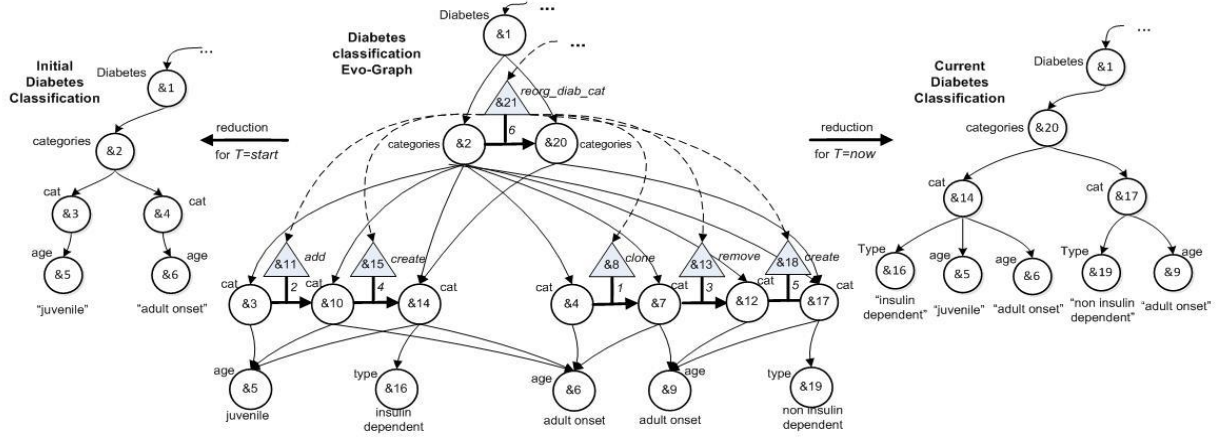 Initial
Diabetes
Classification
...
Diabetes
&1
categories
&2
cat
cat
&3
&4
age
age
&5
&6
"juvenile"
"adult onset"
reduction
for T=start
Diabetes
classification
Evo-Graph
...
&1
...
&21
reorg_diab_cat
categories
&2
6
&20
categories
&11
add
&15
create
&8
clone
&13
remove
&18
create
cat
&3
2
cat
&10
4
&14
cat
cat
&4
1
&7
cat
3
&12
cat
5
&17
cat
age
&5
type
&16
age
&6
age
&9
type
&19
juvenile
insulin
dependent
adult onset
adult onset
non insulin
dependent
reduction
for T=now
Current
Diabetes
Classification
...
Diabetes
&1
categories
&20
cat
&14
cat
&17
Type
&16
age
&5
age
&6
Type
&19
age
&9
"insulin
dependent"
"juvenile"
"adult onset"
"non insulin
dependent"
"adult onset"